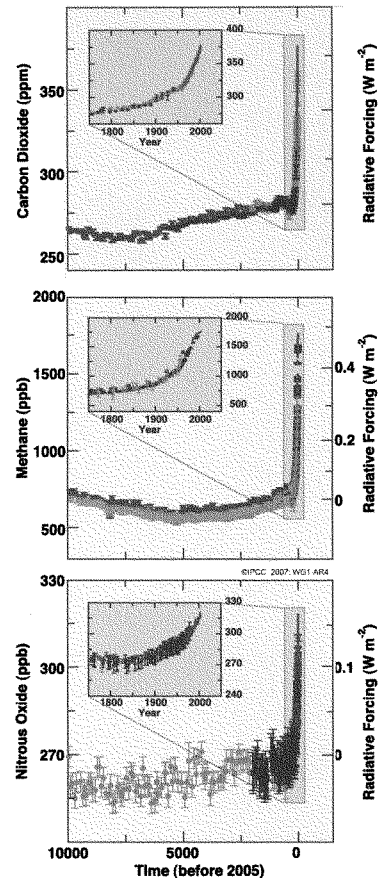 400
350
300
1800 1900 2000
Year
Carbon Dioxide (ppm)
350
300
250
Radiative Forcing (W m-2)
2000
1500
1000
500
2000
1500
1000
500
1800 1900 2000
Year
Methane (ppb)
0.4
0.2
0
Radiative Forcing (W m-2)
©IPCC 2007: WG1-AR4
330
300
270
330
300
270
240
1800 1900 2000
Year
Nitrous Oxide (ppb)
0.1
0
Radiative Forcing (W m-2)
10000 5000 0
Time (before 2005)